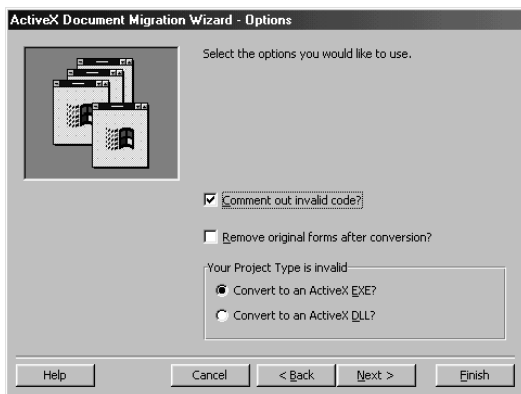 ActiveX Document Migration Wizard - Options
Select the options you would like to use.
Comment out invalid code?
Remove original forms after conversion?
Your Project Type is invalid
Convert to an ActiveX EXE?
Convert to an ActiveX DLL?
Help Cancel < Back Next > Finish